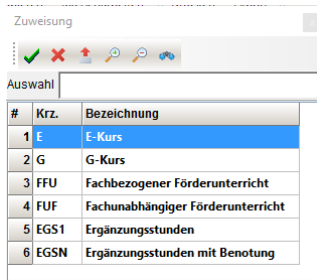 Zuweisung
Auswahl
# Krz. Bezeichnung
1 E E-Kurs
2 G G-Kurs
3 FFU Fachbezogener Förderunterricht
4 FUF Fachunabhängiger Förderunterricht
5 EGS1 Ergänzungsstunden
6 EGSN Ergänzungsstunden mit Benotung